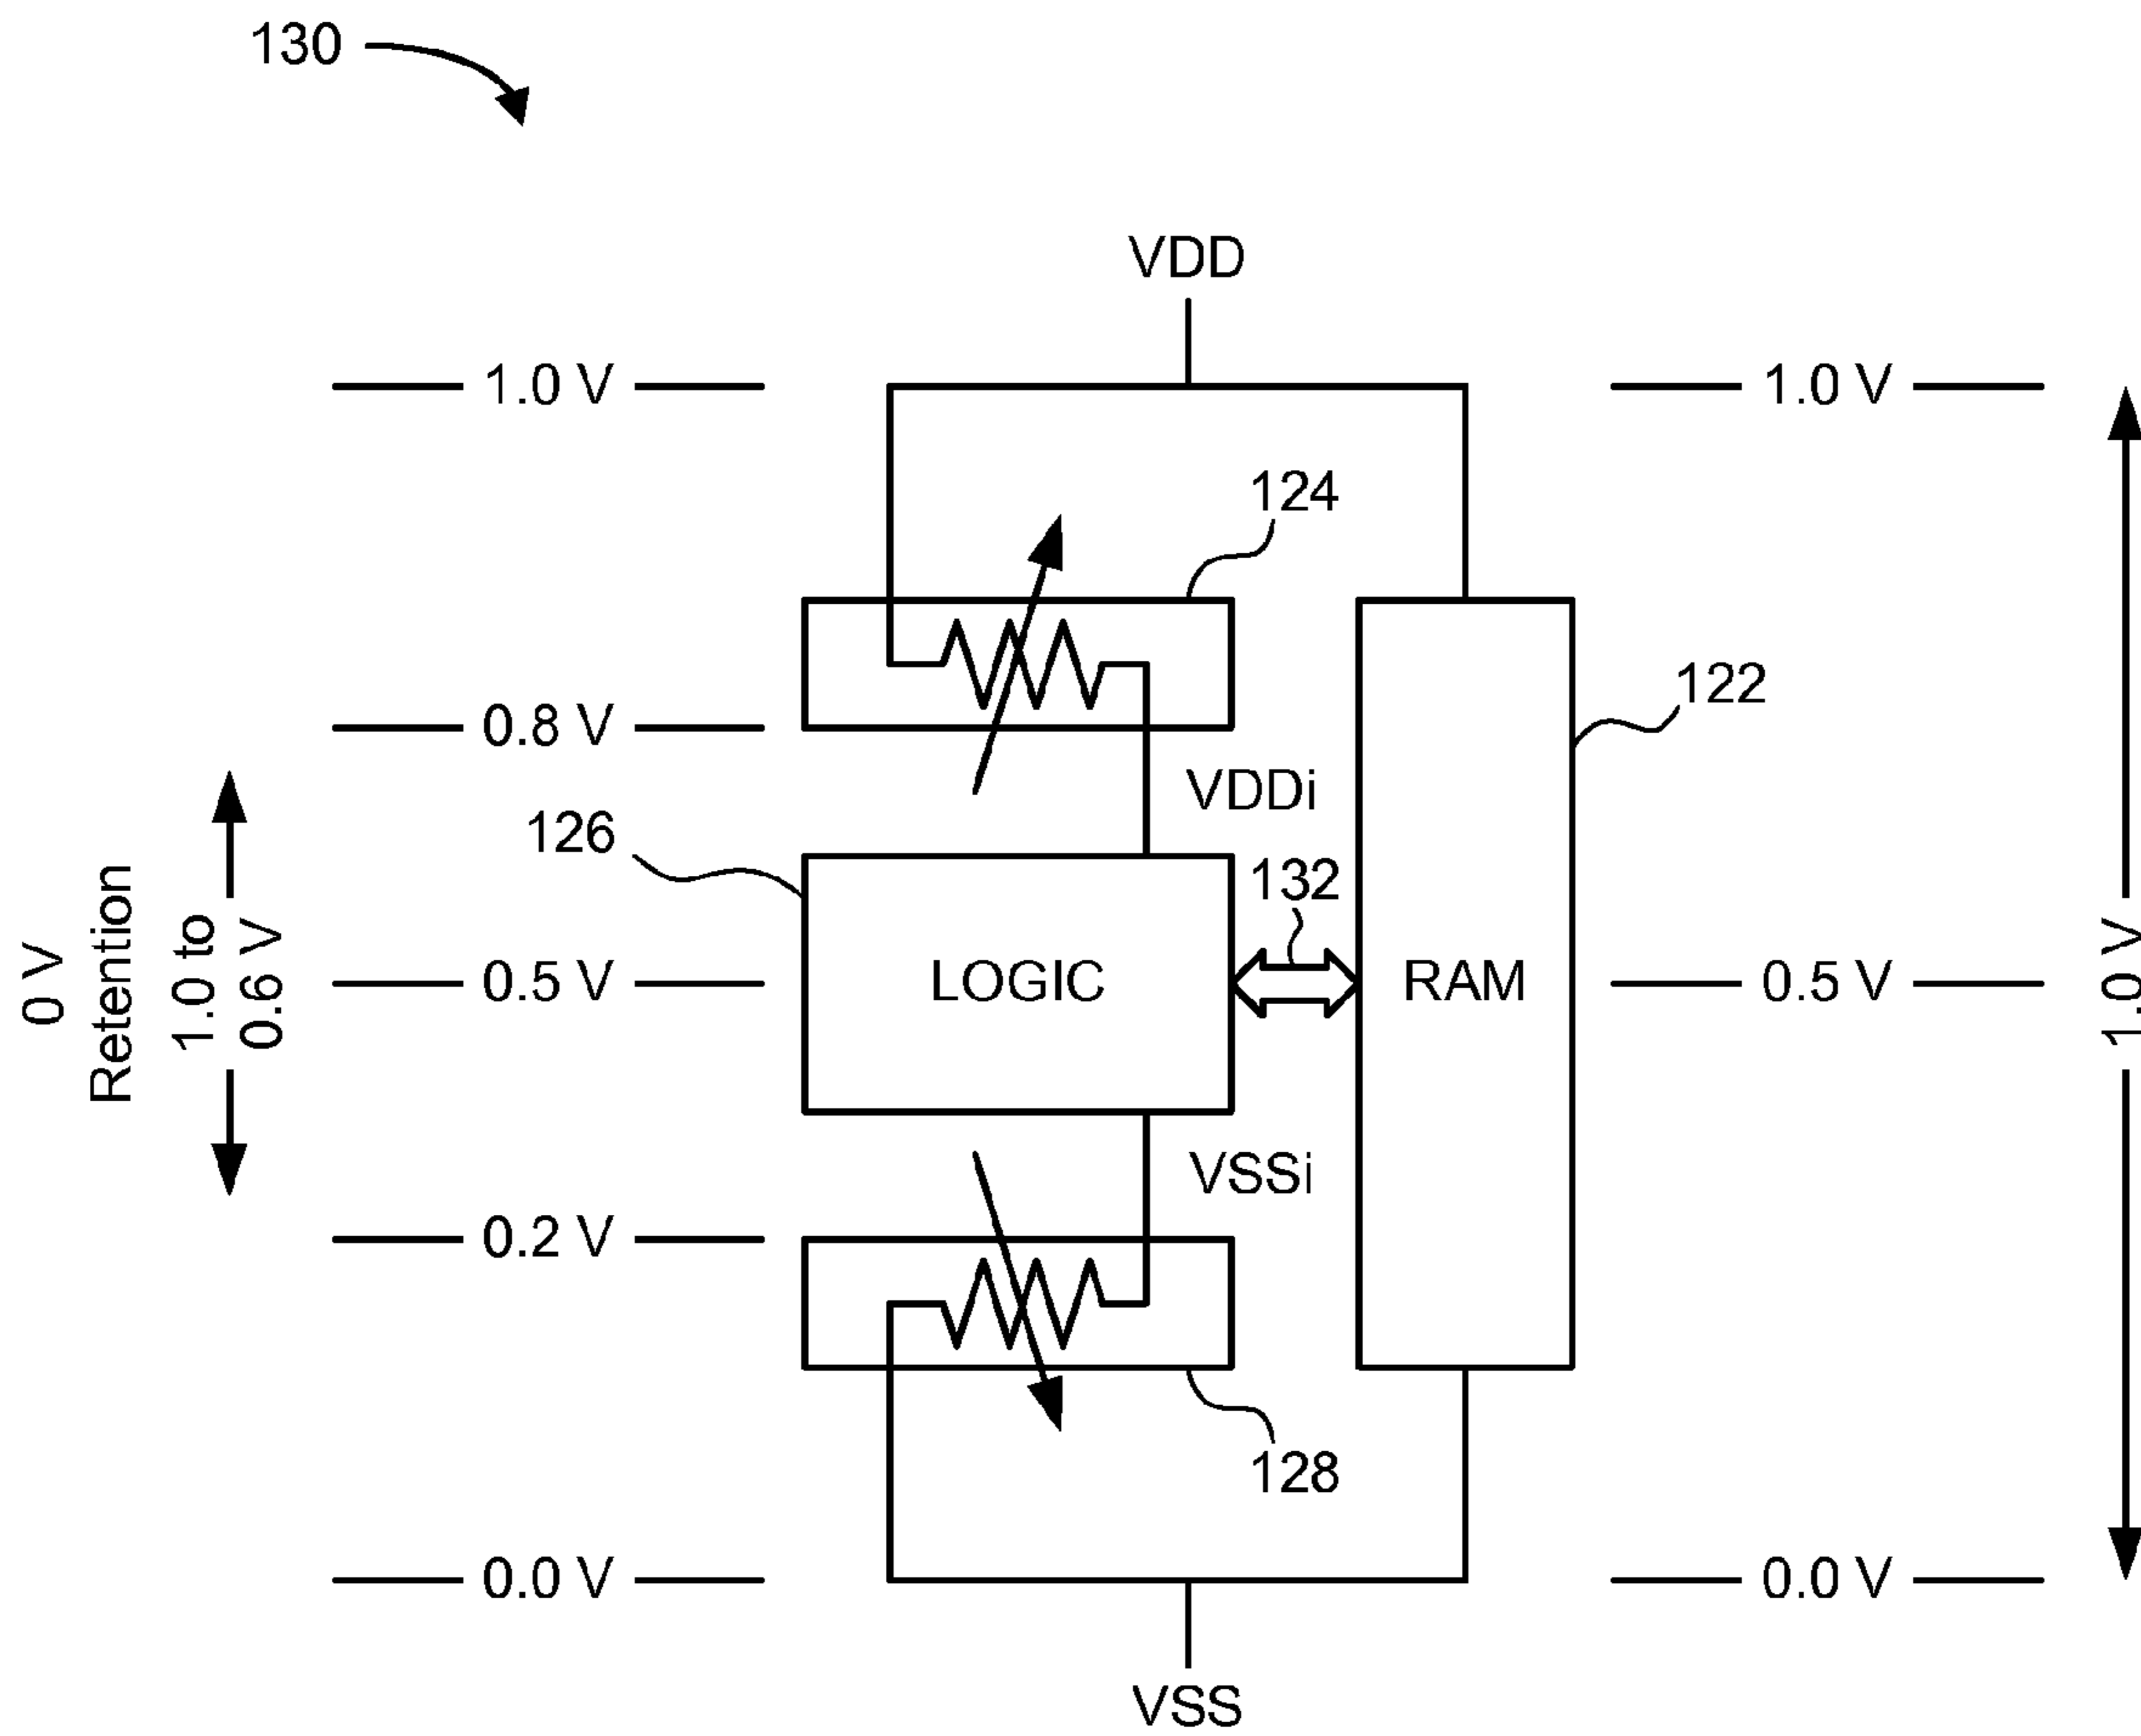 130
VDD
1.0 V
1.0 V
124
122
0.8 V
VDDi
126
132
0 V
Retention
1.0 to
0.6 V
0.5 V
LOGIC
RAM
0.5 V
1.0 V
VSSi
0.2 V
128
0.0 V
0.0 V
VSS